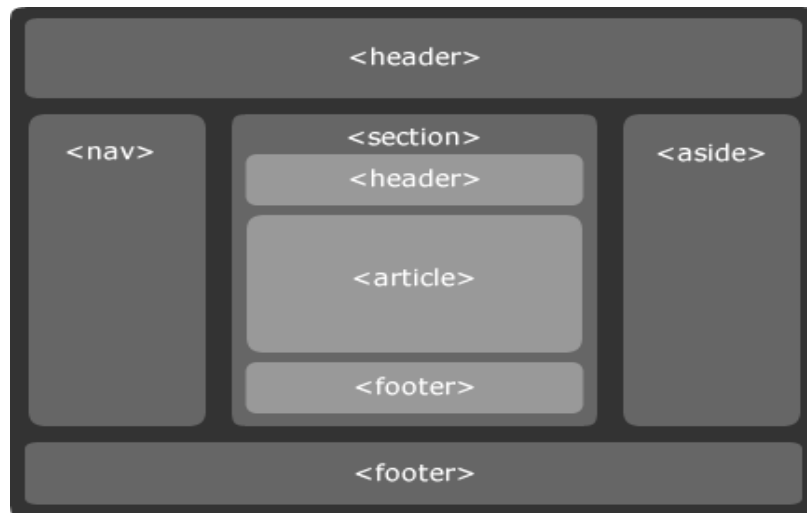 <header>
<nav>
<section>
<header>
<article>
<footer>
<aside>
<footer>